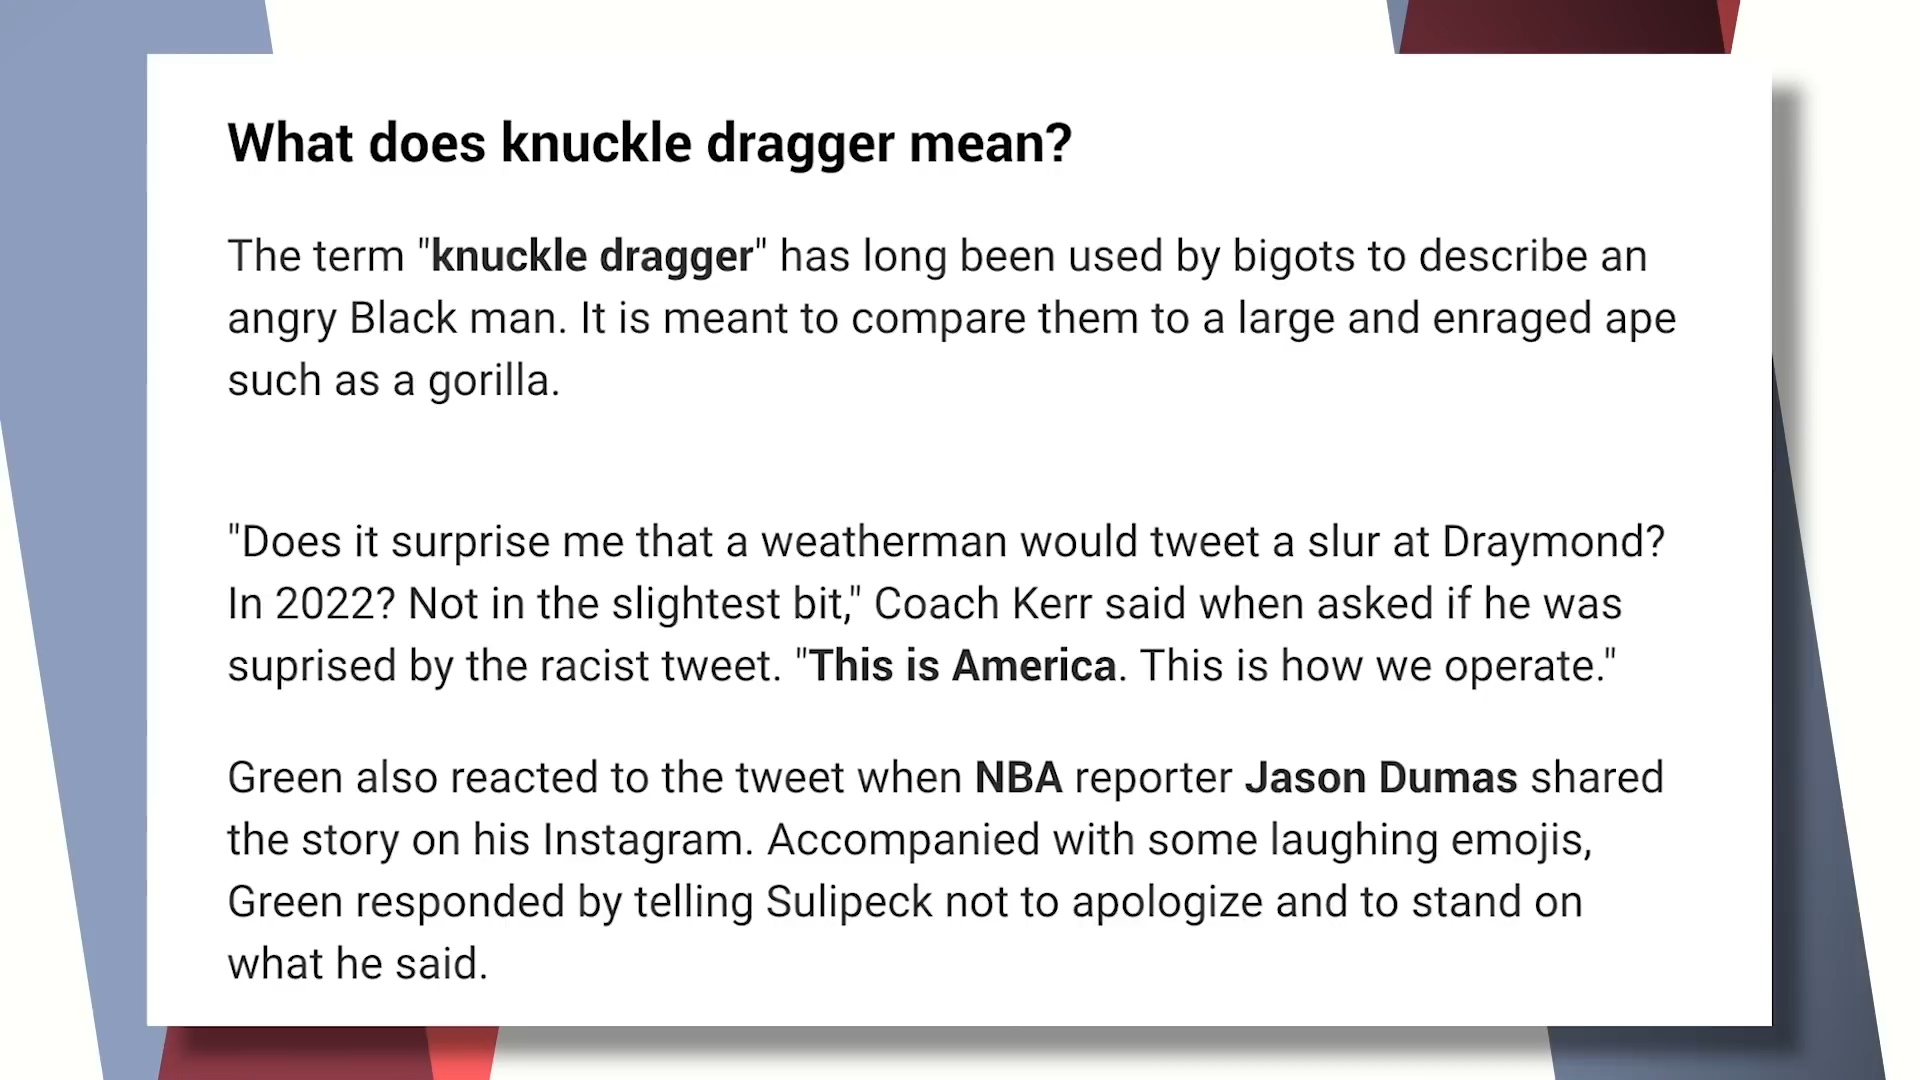 What does knuckle dragger mean?
The term "knuckle dragger" has long been used by bigots to describe an
angry Black man. It is meant to compare them to a large and enraged ape
such as a gorilla.
"Does it surprise me that a weatherman would tweet a slur at Draymond?
In 2022? Not in the slightest bit," Coach Kerr said when asked if he was
suprised by the racist tweet. "This is America. This is how we operate."
Green also reacted to the tweet when NBA reporter Jason Dumas shared
the story on his Instagram. Accompanied with some laughing emojis,
Green responded by telling Sulipeck not to apologize and to stand on
what he said.